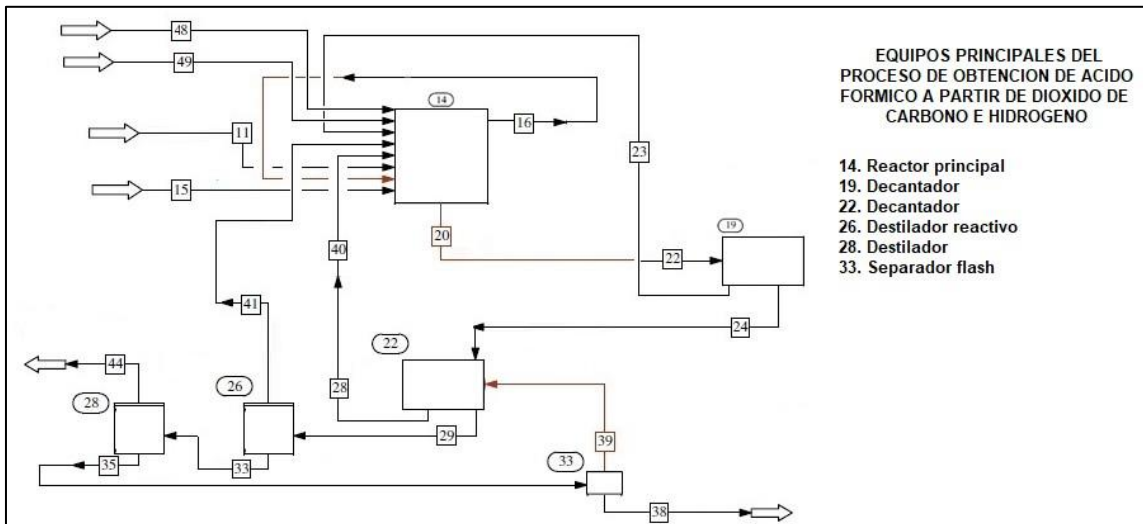 48
49
14
11
16
23
15
20
19
40
22
41
24
44
22
26
28
28
29
39
33
35
33
38
EQUIPOS PRINCIPALES DEL
PROCESO DE OBTENCION DE ACIDO
FORMICO A PARTIR DE DIOXIDO DE
CARBONO E HIDROGENO
14. Reactor principal
19. Decantador
22. Decantador
26. Destilador reactivo
28. Destilador
33. Separador flash